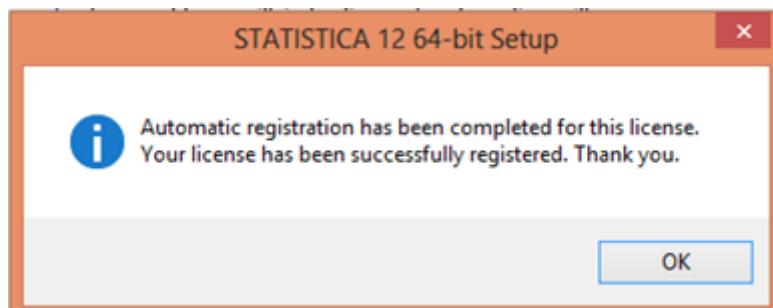 STATISTICA 12 64-bit Setup
Automatic registration has been completed for this license.
Your license has been successfully registered. Thank you.
OK